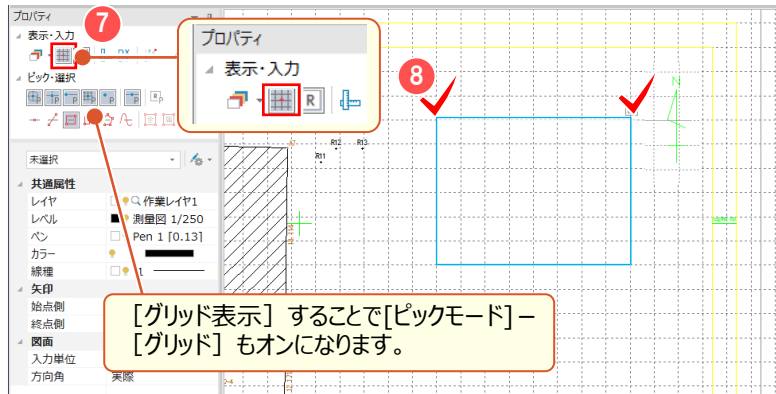 プロパティ
7
表示・入力
ピック・選択
プロパティ
表示・入力
R
8
N
A7
R12
R13
R11
未選択
共通属性
レイヤ
作業レイヤ1
レベル
測量図 1/250
ペン
Pen 1 [0.13]
カラー
線種
1
矢印
始点側
終点側
図面
入力単位
方向角
実際
［グリッド表示］ することで[ピックモード]－
［グリッド］ もオンになります。